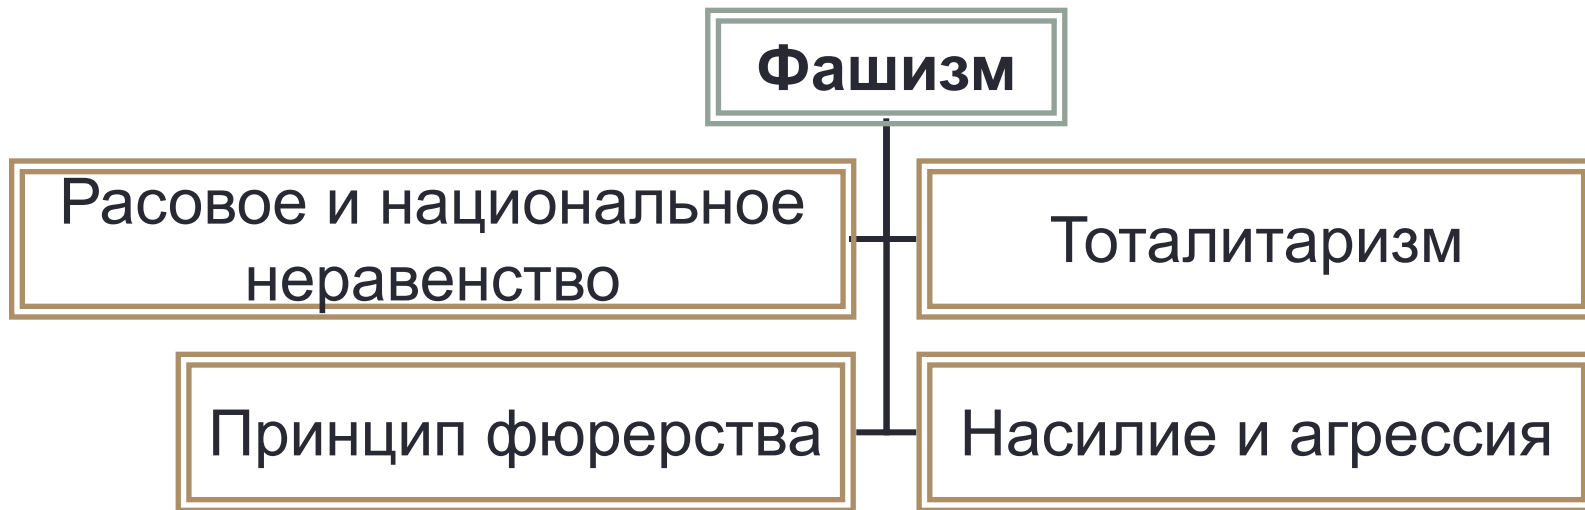 Фашизм
Расовое и национальное
неравенство
Тоталитаризм
Принцип фюрерства
Насилие и агрессия